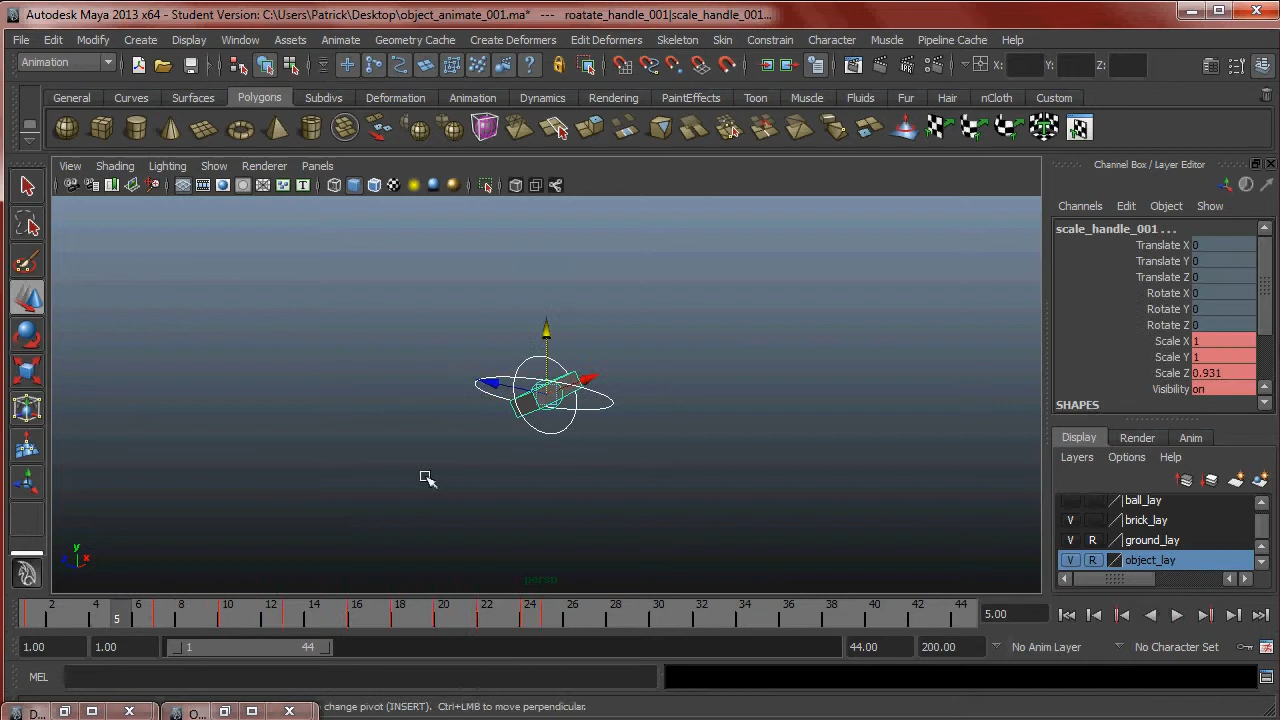 Autodesk Maya 2013 x64 - Student Version: C:\Users\Patrick\Desktop\object_animate_001.ma* --- roatate_handle_001|scale_handle_001...
File Edit Modify Create Display Window Assets Animate Geometry Cache Create Deformers Edit Deformers Skeleton Skin Constrain Character Muscle Pipeline Cache Help
Animation X: Y: Z:
General Curves Surfaces Polygons Subdivs Deformation Animation Dynamics Rendering PaintEffects Toon Muscle Fluids Fur Hair nCloth Custom
View Shading Lighting Show Renderer Panels
Channel Box / Layer Editor
Channels Edit Object Show
scale_handle_001 . . .
Translate X 0
Translate Y 0
Translate Z 0
Rotate X 0
Rotate Y 0
Rotate Z 0
Scale X 1
Scale Y 1
Scale Z 0.931
Visibility on
SHAPES
Display Render Anim
Layers Options Help
ball_lay
V brick_lay
V R ground_lay
V R object_lay
y
x
persp
2 4 5 6 8 10 12 14 16 18 20 22 24 26 28 30 32 34 36 38 40 42 44 5.00
1.00 1.00 1 44 44.00 200.00 No Anim Layer No Character Set
MEL
change pivot (INSERT). Ctrl+LMB to move perpendicular.
D... O...